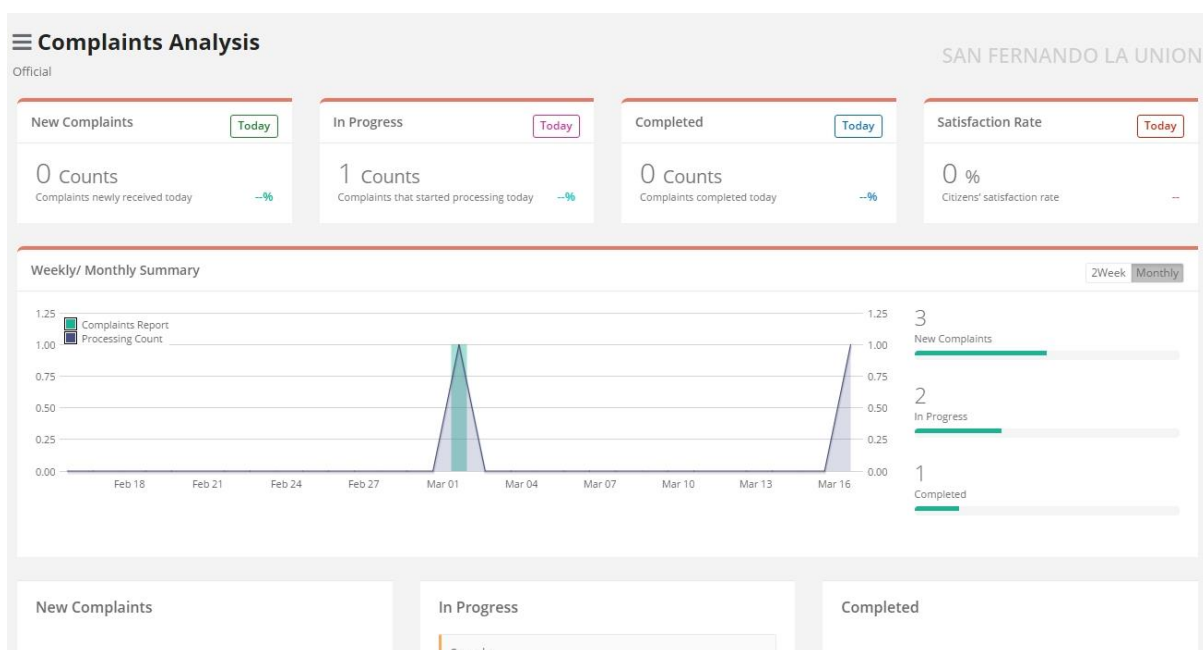 Complaints Analysis
Official
SAN FERNANDO LA UNION
New Complaints Today
0 Counts
Complaints newly received today --%
In Progress Today
1 Counts
Complaints that started processing today --%
Completed Today
0 Counts
Complaints completed today --%
Satisfaction Rate Today
0 %
Citizens' satisfaction rate --
Weekly/ Monthly Summary
2Week Monthly
Complaints Report
Processing Count
1.25
1.00
0.75
0.50
0.25
0.00
1.25
1.00
0.75
0.50
0.25
0.00
Feb 18 Feb 21 Feb 24 Feb 27 Mar 01 Mar 04 Mar 07 Mar 10 Mar 13 Mar 16
3
New Complaints
2
In Progress
1
Completed
New Complaints
In Progress
Completed